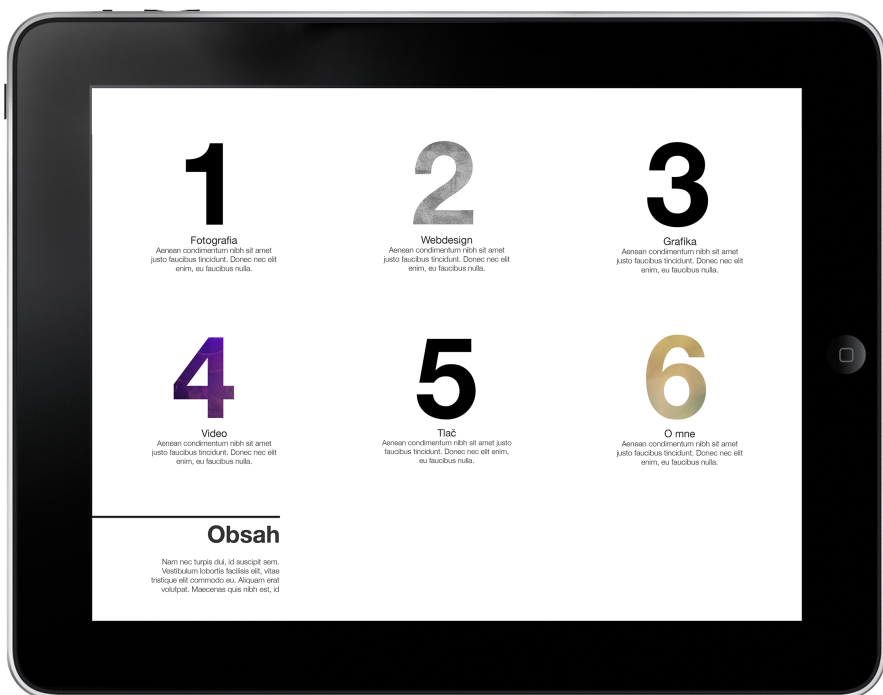 1
Fotografia
Aenean condimentum nibh sit amet
justo faucibus tincidunt. Donec nec elit
enim, eu faucibus nulla.
2
Webdesign
Aenean condimentum nibh sit amet
justo faucibus tincidunt. Donec nec elit
enim, eu faucibus nulla.
3
Grafika
Aenean condimentum nibh sit amet
justo faucibus tincidunt. Donec nec elit
enim, eu faucibus nulla.
4
Video
Aenean condimentum nibh sit amet
justo faucibus tincidunt. Donec nec elit
enim, eu faucibus nulla.
5
Tlač
Aenean condimentum nibh sit amet justo
faucibus tincidunt. Donec nec elit enim,
eu faucibus nulla.
6
O mne
Aenean condimentum nibh sit amet
justo faucibus tincidunt. Donec nec elit
enim, eu faucibus nulla.
Obsah
Nam nec turpis dui, id suscipit sem.
Vestibulum lobortis facilisis elit, vitae
tristique elit commodo eu. Aliquam erat
volutpat. Maecenas quis nibh est, id